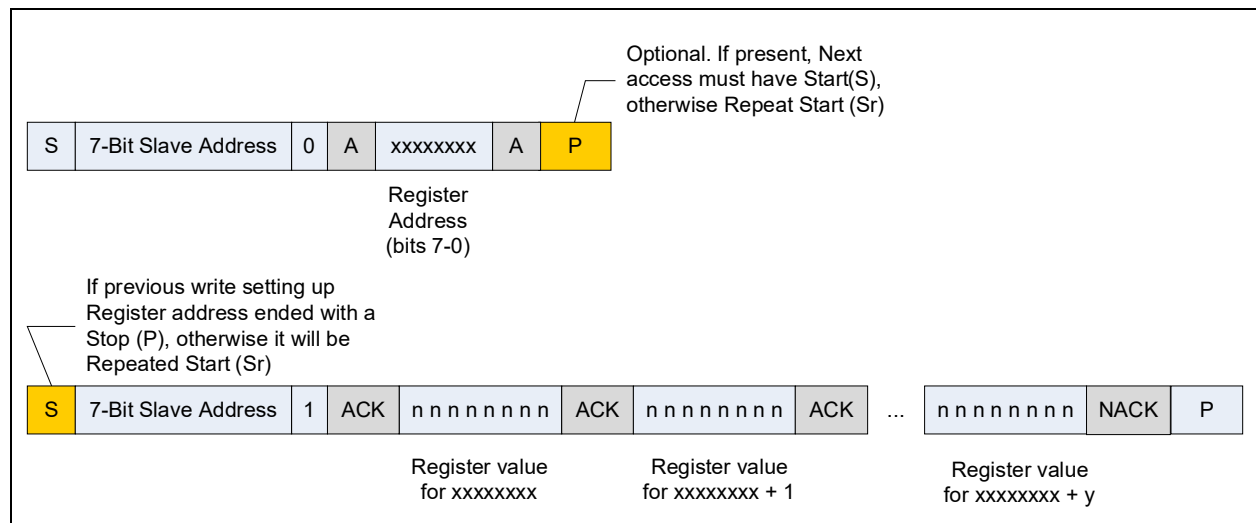 Optional. If present, Next
access must have Start(S),
otherwise Repeat Start (Sr)
S 7-Bit Slave Address 0 A xxxxxxxx A P
Register
Address
(bits 7-0)
If previous write setting up
Register address ended with a
Stop (P), otherwise it will be
Repeated Start (Sr)
S 7-Bit Slave Address 1 ACK n n n n n n n n ACK n n n n n n n n ACK ... n n n n n n n n NACK P
Register value
for xxxxxxxx
Register value
for xxxxxxxx + 1
Register value
for xxxxxxxx + y